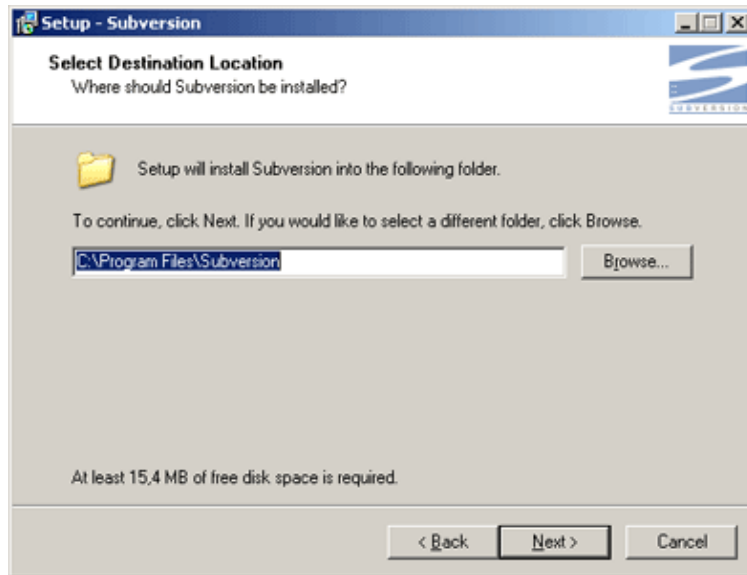 Setup - Subversion
Select Destination Location
Where should Subversion be installed?
SUBVERSION
Setup will install Subversion into the following folder.
To continue, click Next. If you would like to select a different folder, click Browse.
C:\Program Files\Subversion
Browse...
At least 15,4 MB of free disk space is required.
< Back
Next >
Cancel